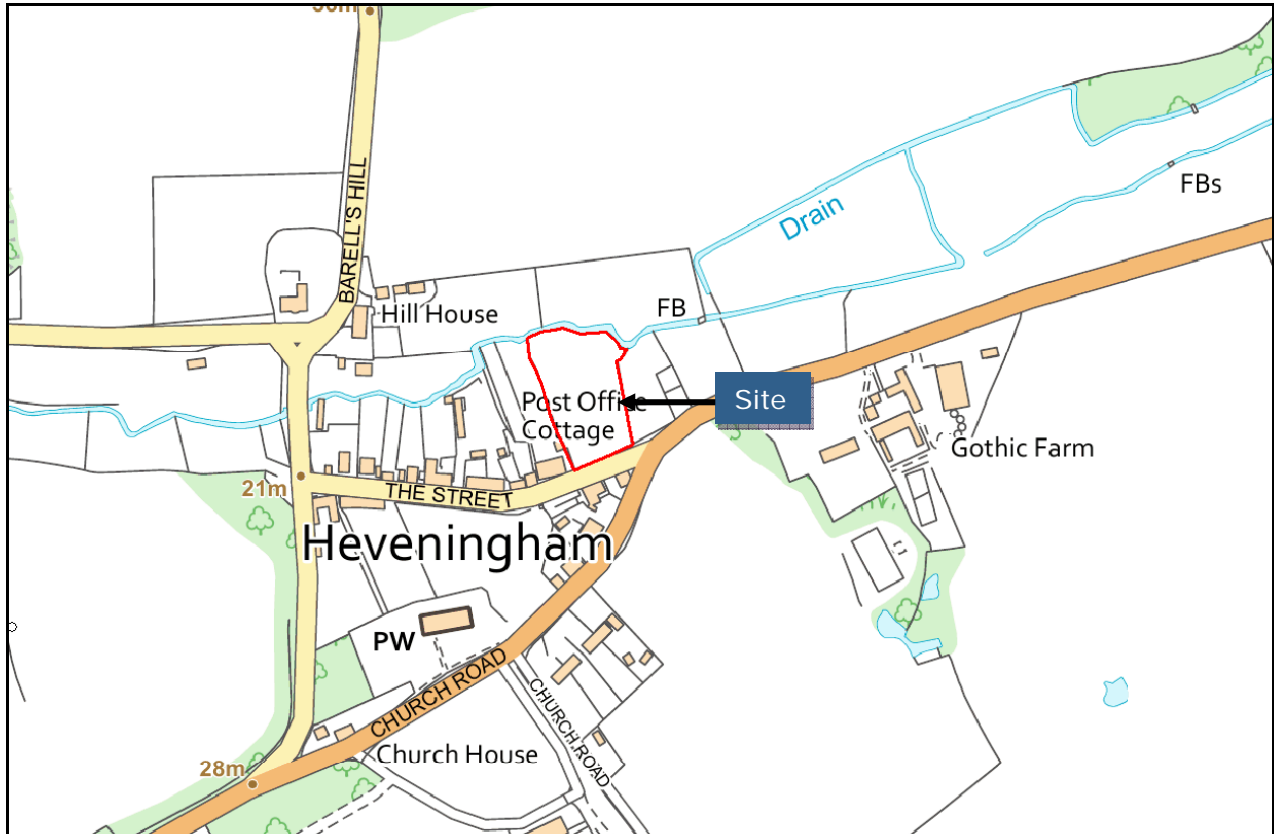 30m
BARELL'S HILL
Drain
FBs
Hill House
FB
Site
Post Office
Cottage
Gothic Farm
21m
THE STREET
Heveningham
PW
CHURCH ROAD
CHURCH ROAD
Church House
28m